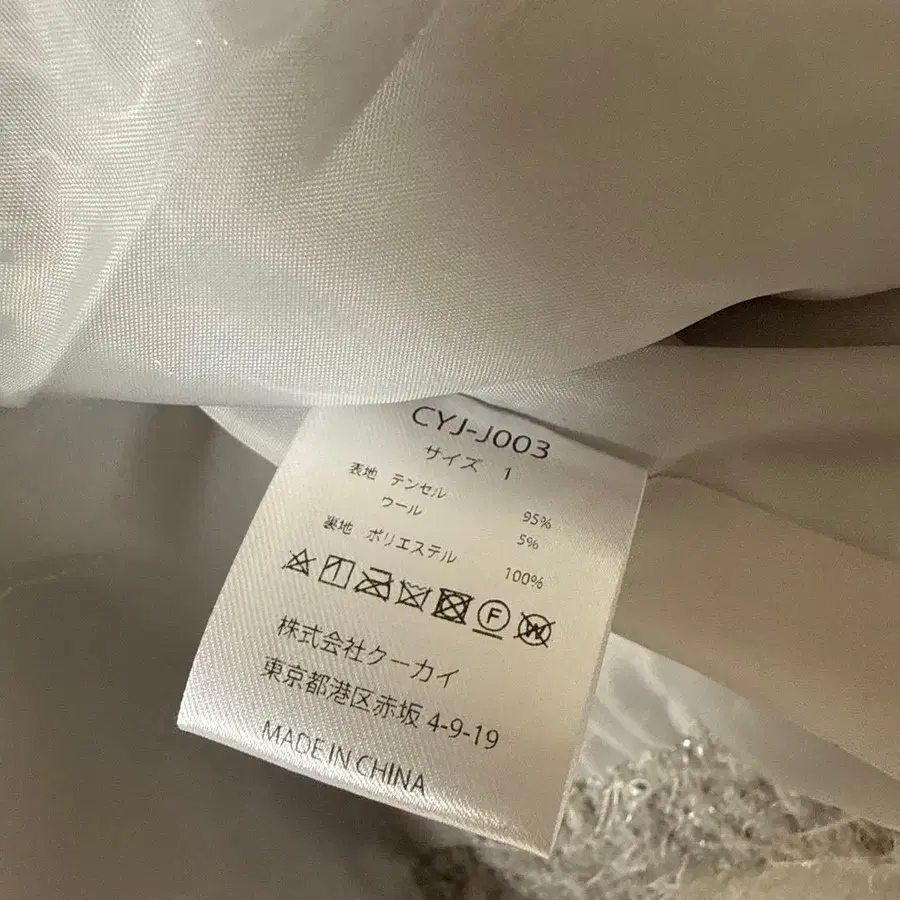 CYJ-J003
サイズ 1
表地 テンセル 95%
ウール 5%
裏地 ポリエステル 100%
F W
株式会社クーカイ
東京都港区赤坂 4-9-19
MADE IN CHINA